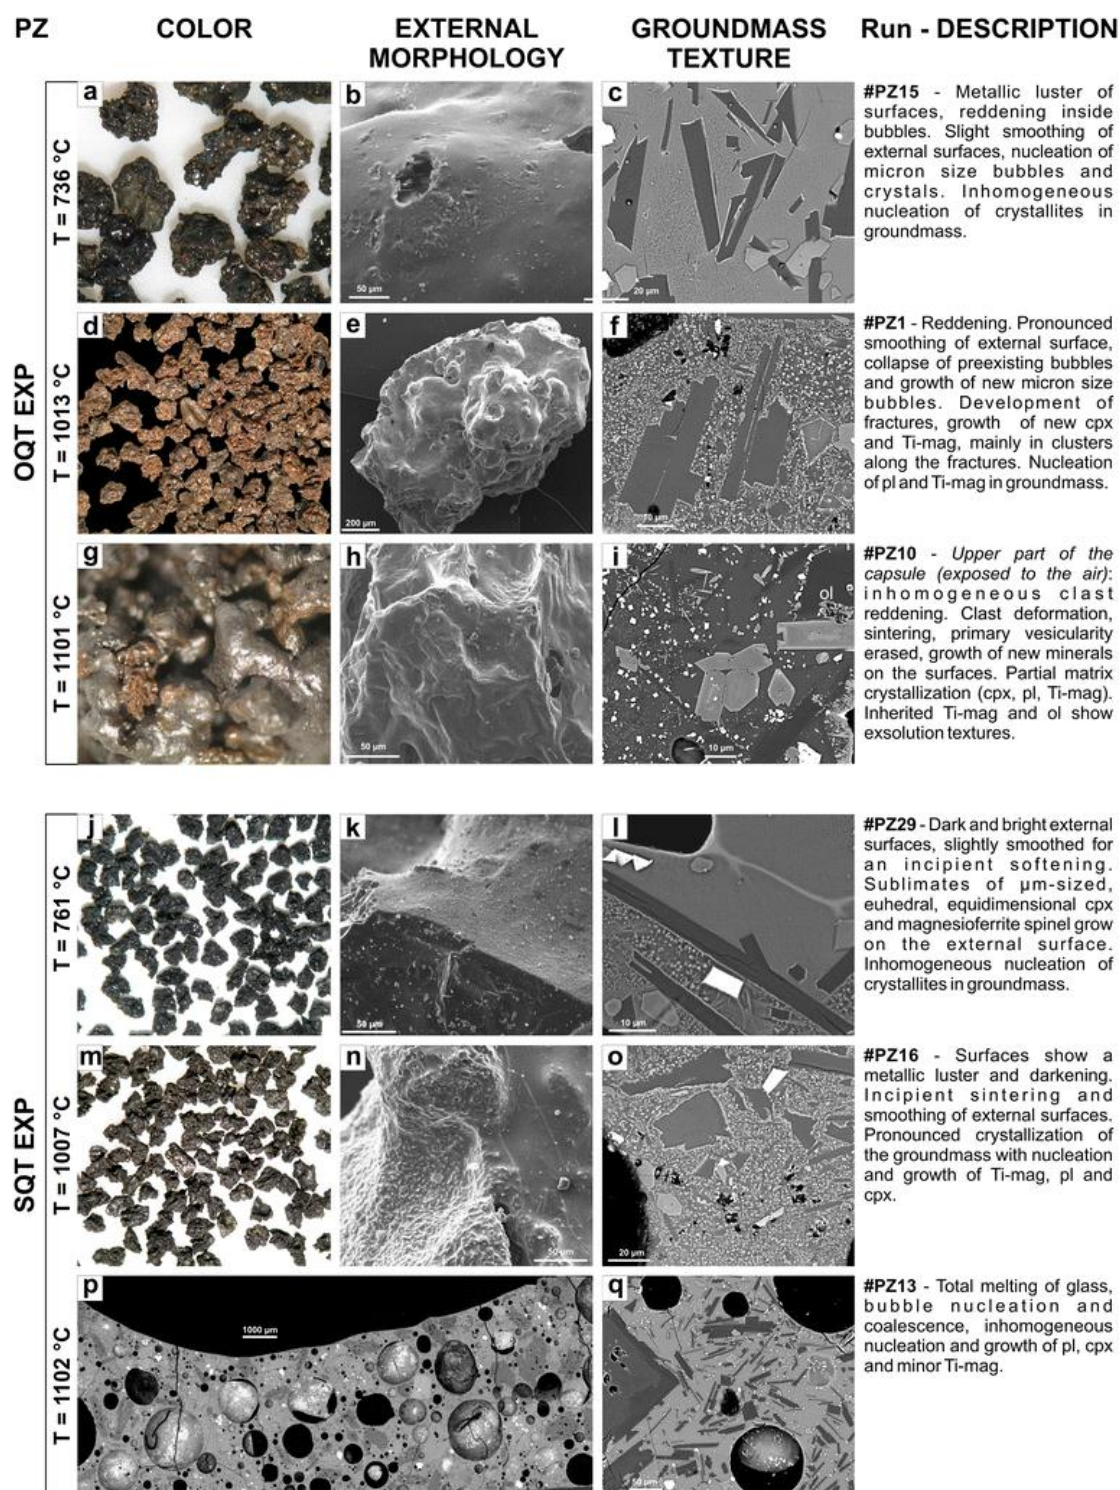 PZ COLOR EXTERNAL MORPHOLOGY GROUNDMASS TEXTURE Run - DESCRIPTION
OQT EXP
T = 736 °C
a
b
50 µm
c
20 µm
#PZ15 - Metallic luster of
surfaces, reddening inside
bubbles. Slight smoothing of
external surfaces, nucleation of
micron size bubbles and
crystals. Inhomogeneous
nucleation of crystallites in
groundmass.
T = 1013 °C
d
e
200 µm
f
10 µm
#PZ1 - Reddening. Pronounced
smoothing of external surface,
collapse of preexisting bubbles
and growth of new micron size
bubbles. Development of
fractures, growth of new cpx
and Ti-mag, mainly in clusters
along the fractures. Nucleation
of pl and Ti-mag in groundmass.
T = 1101 °C
g
h
50 µm
i
ol
10 µm
#PZ10 - Upper part of the
capsule (exposed to the air):
inhomogeneous clast
reddening. Clast deformation,
sintering, primary vesicularity
erased, growth of new minerals
on the surfaces. Partial matrix
crystallization (cpx, pl, Ti-mag).
Inherited Ti-mag and ol show
exsolution textures.
SQT EXP
T = 761 °C
j
k
50 µm
l
10 µm
#PZ29 - Dark and bright external
surfaces, slightly smoothed for
an incipient softening.
Sublimates of µm-sized,
euhedral, equidimensional cpx
and magnesioferrite spinel grow
on the external surface.
Inhomogeneous nucleation of
crystallites in groundmass.
T = 1007 °C
m
n
50 µm
o
20 µm
#PZ16 - Surfaces show a
metallic luster and darkening.
Incipient sintering and
smoothing of external surfaces.
Pronounced crystallization of
the groundmass with nucleation
and growth of Ti-mag, pl and
cpx.
T = 1102 °C
p
1000 µm
q
50 µm
#PZ13 - Total melting of glass,
bubble nucleation and
coalescence, inhomogeneous
nucleation and growth of pl, cpx
and minor Ti-mag.